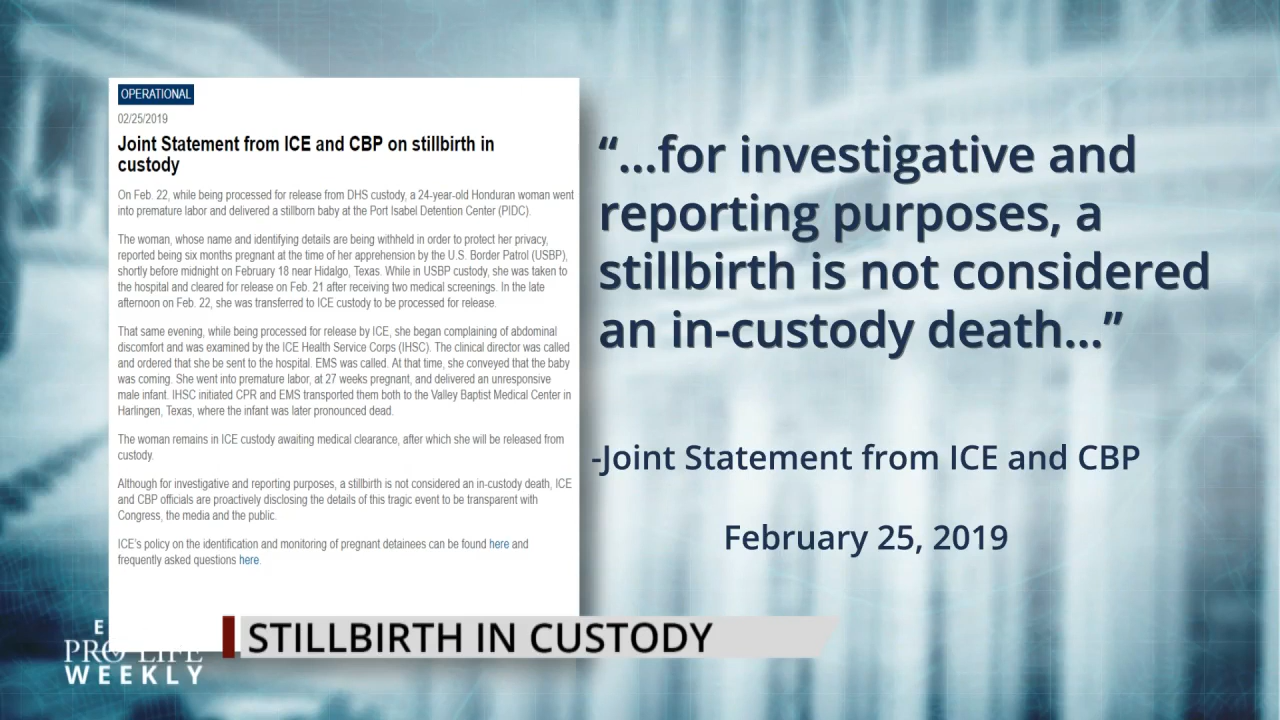 OPERATIONAL
02/25/2019
Joint Statement from ICE and CBP on stillbirth in
custody
On Feb. 22, while being processed for release from DHS custody, a 24-year-old Honduran woman went
into premature labor and delivered a stillborn baby at the Port Isabel Detention Center (PIDC).
The woman, whose name and identifying details are being withheld in order to protect her privacy,
reported being six months pregnant at the time of her apprehension by the U.S. Border Patrol (USBP),
shortly before midnight on February 18 near Hidalgo, Texas. While in USBP custody, she was taken to
the hospital and cleared for release on Feb. 21 after receiving two medical screenings. In the late
afternoon on Feb. 22, she was transferred to ICE custody to be processed for release.
That same evening, while being processed for release by ICE, she began complaining of abdominal
discomfort and was examined by the ICE Health Service Corps (IHSC). The clinical director was called
and ordered that she be sent to the hospital. EMS was called. At that time, she conveyed that the baby
was coming. She went into premature labor, at 27 weeks pregnant, and delivered an unresponsive
male infant. IHSC initiated CPR and EMS transported them both to the Valley Baptist Medical Center in
Harlingen, Texas, where the infant was later pronounced dead.
The woman remains in ICE custody awaiting medical clearance, after which she will be released from
custody.
Although for investigative and reporting purposes, a stillbirth is not considered an in-custody death, ICE
and CBP officials are proactively disclosing the details of this tragic event to be transparent with
Congress, the media and the public.
ICE's policy on the identification and monitoring of pregnant detainees can be found here and
frequently asked questions here.
“...for investigative and
reporting purposes, a
stillbirth is not considered
an in-custody death...”
-Joint Statement from ICE and CBP
February 25, 2019
STILLBIRTH IN CUSTODY
PRO LIFE
WEEKLY